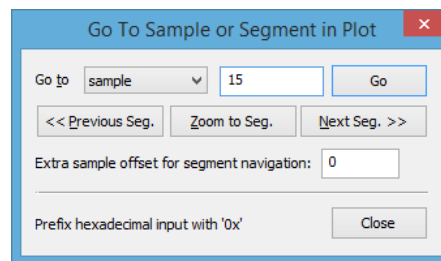 Go To Sample or Segment in Plot
Go to sample 15 Go
<< Previous Seg. Zoom to Seg. Next Seg. >>
Extra sample offset for segment navigation: 0
Prefix hexadecimal input with '0x' Close